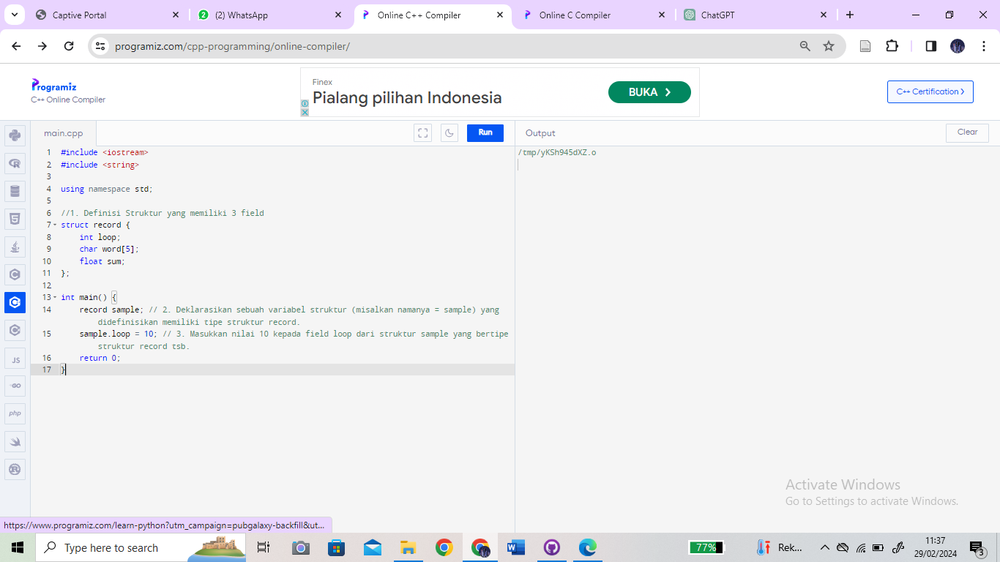 Captive Portal
(2) WhatsApp
Online C++ Compiler
Online C Compiler
ChatGPT
programiz.com/cpp-programming/online-compiler/
Programiz
C++ Online Compiler
Finex
Pialang pilihan Indonesia
BUKA
C++ Certification
main.cpp
Run
Output
Clear
1 #include <iostream>
2 #include <string>
3
4 using namespace std;
5
6 //1. Definisi Struktur yang memiliki 3 field
7 struct record {
8 int loop;
9 char word[5];
10 float sum;
11 };
12
13 int main() {
14 record sample; // 2. Deklarasikan sebuah variabel struktur (misalkan namanya = sample) yang
didefinisikan memiliki tipe struktur record.
15 sample.loop = 10; // 3. Masukkan nilai 10 kepada field loop dari struktur sample yang bertipe
struktur record tsb.
16 return 0;
17 }
/tmp/yKSh945dXZ.o
JS
GO
php
Activate Windows
Go to Settings to activate Windows.
https://www.programiz.com/learn-python?utm_campaign=pubgalaxy-backfill&ut...
Type here to search
77%
Rek...
11:37
29/02/2024
3